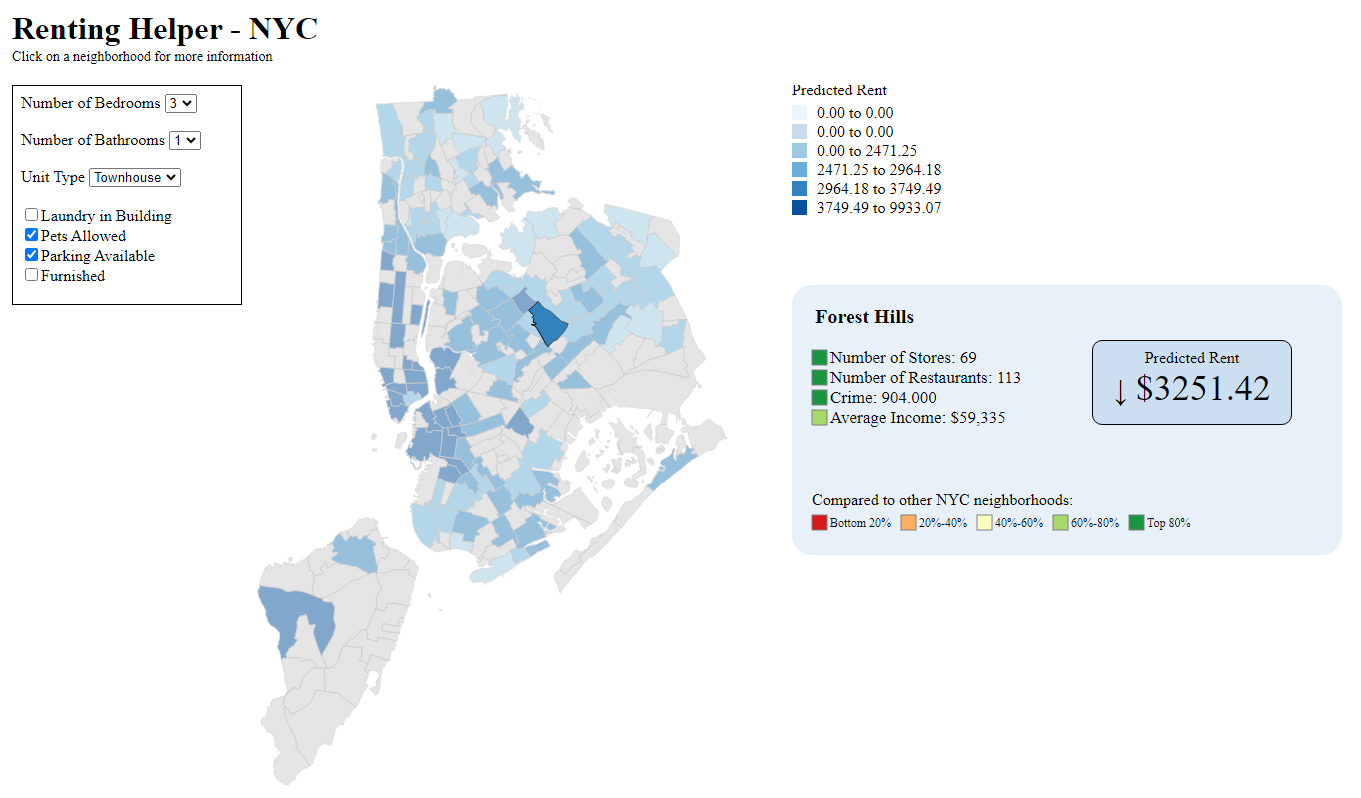 Renting Helper - NYC
Click on a neighborhood for more information
Number of Bedrooms 3
Number of Bathrooms 1
Unit Type Townhouse
Laundry in Building
Pets Allowed
Parking Available
Furnished
Predicted Rent
0.00 to 0.00
0.00 to 0.00
0.00 to 2471.25
2471.25 to 2964.18
2964.18 to 3749.49
3749.49 to 9933.07
Forest Hills
Number of Stores: 69
Number of Restaurants: 113
Crime: 904.000
Average Income: $59,335
Predicted Rent
↓ $3251.42
Compared to other NYC neighborhoods:
Bottom 20% 20%-40% 40%-60% 60%-80% Top 80%